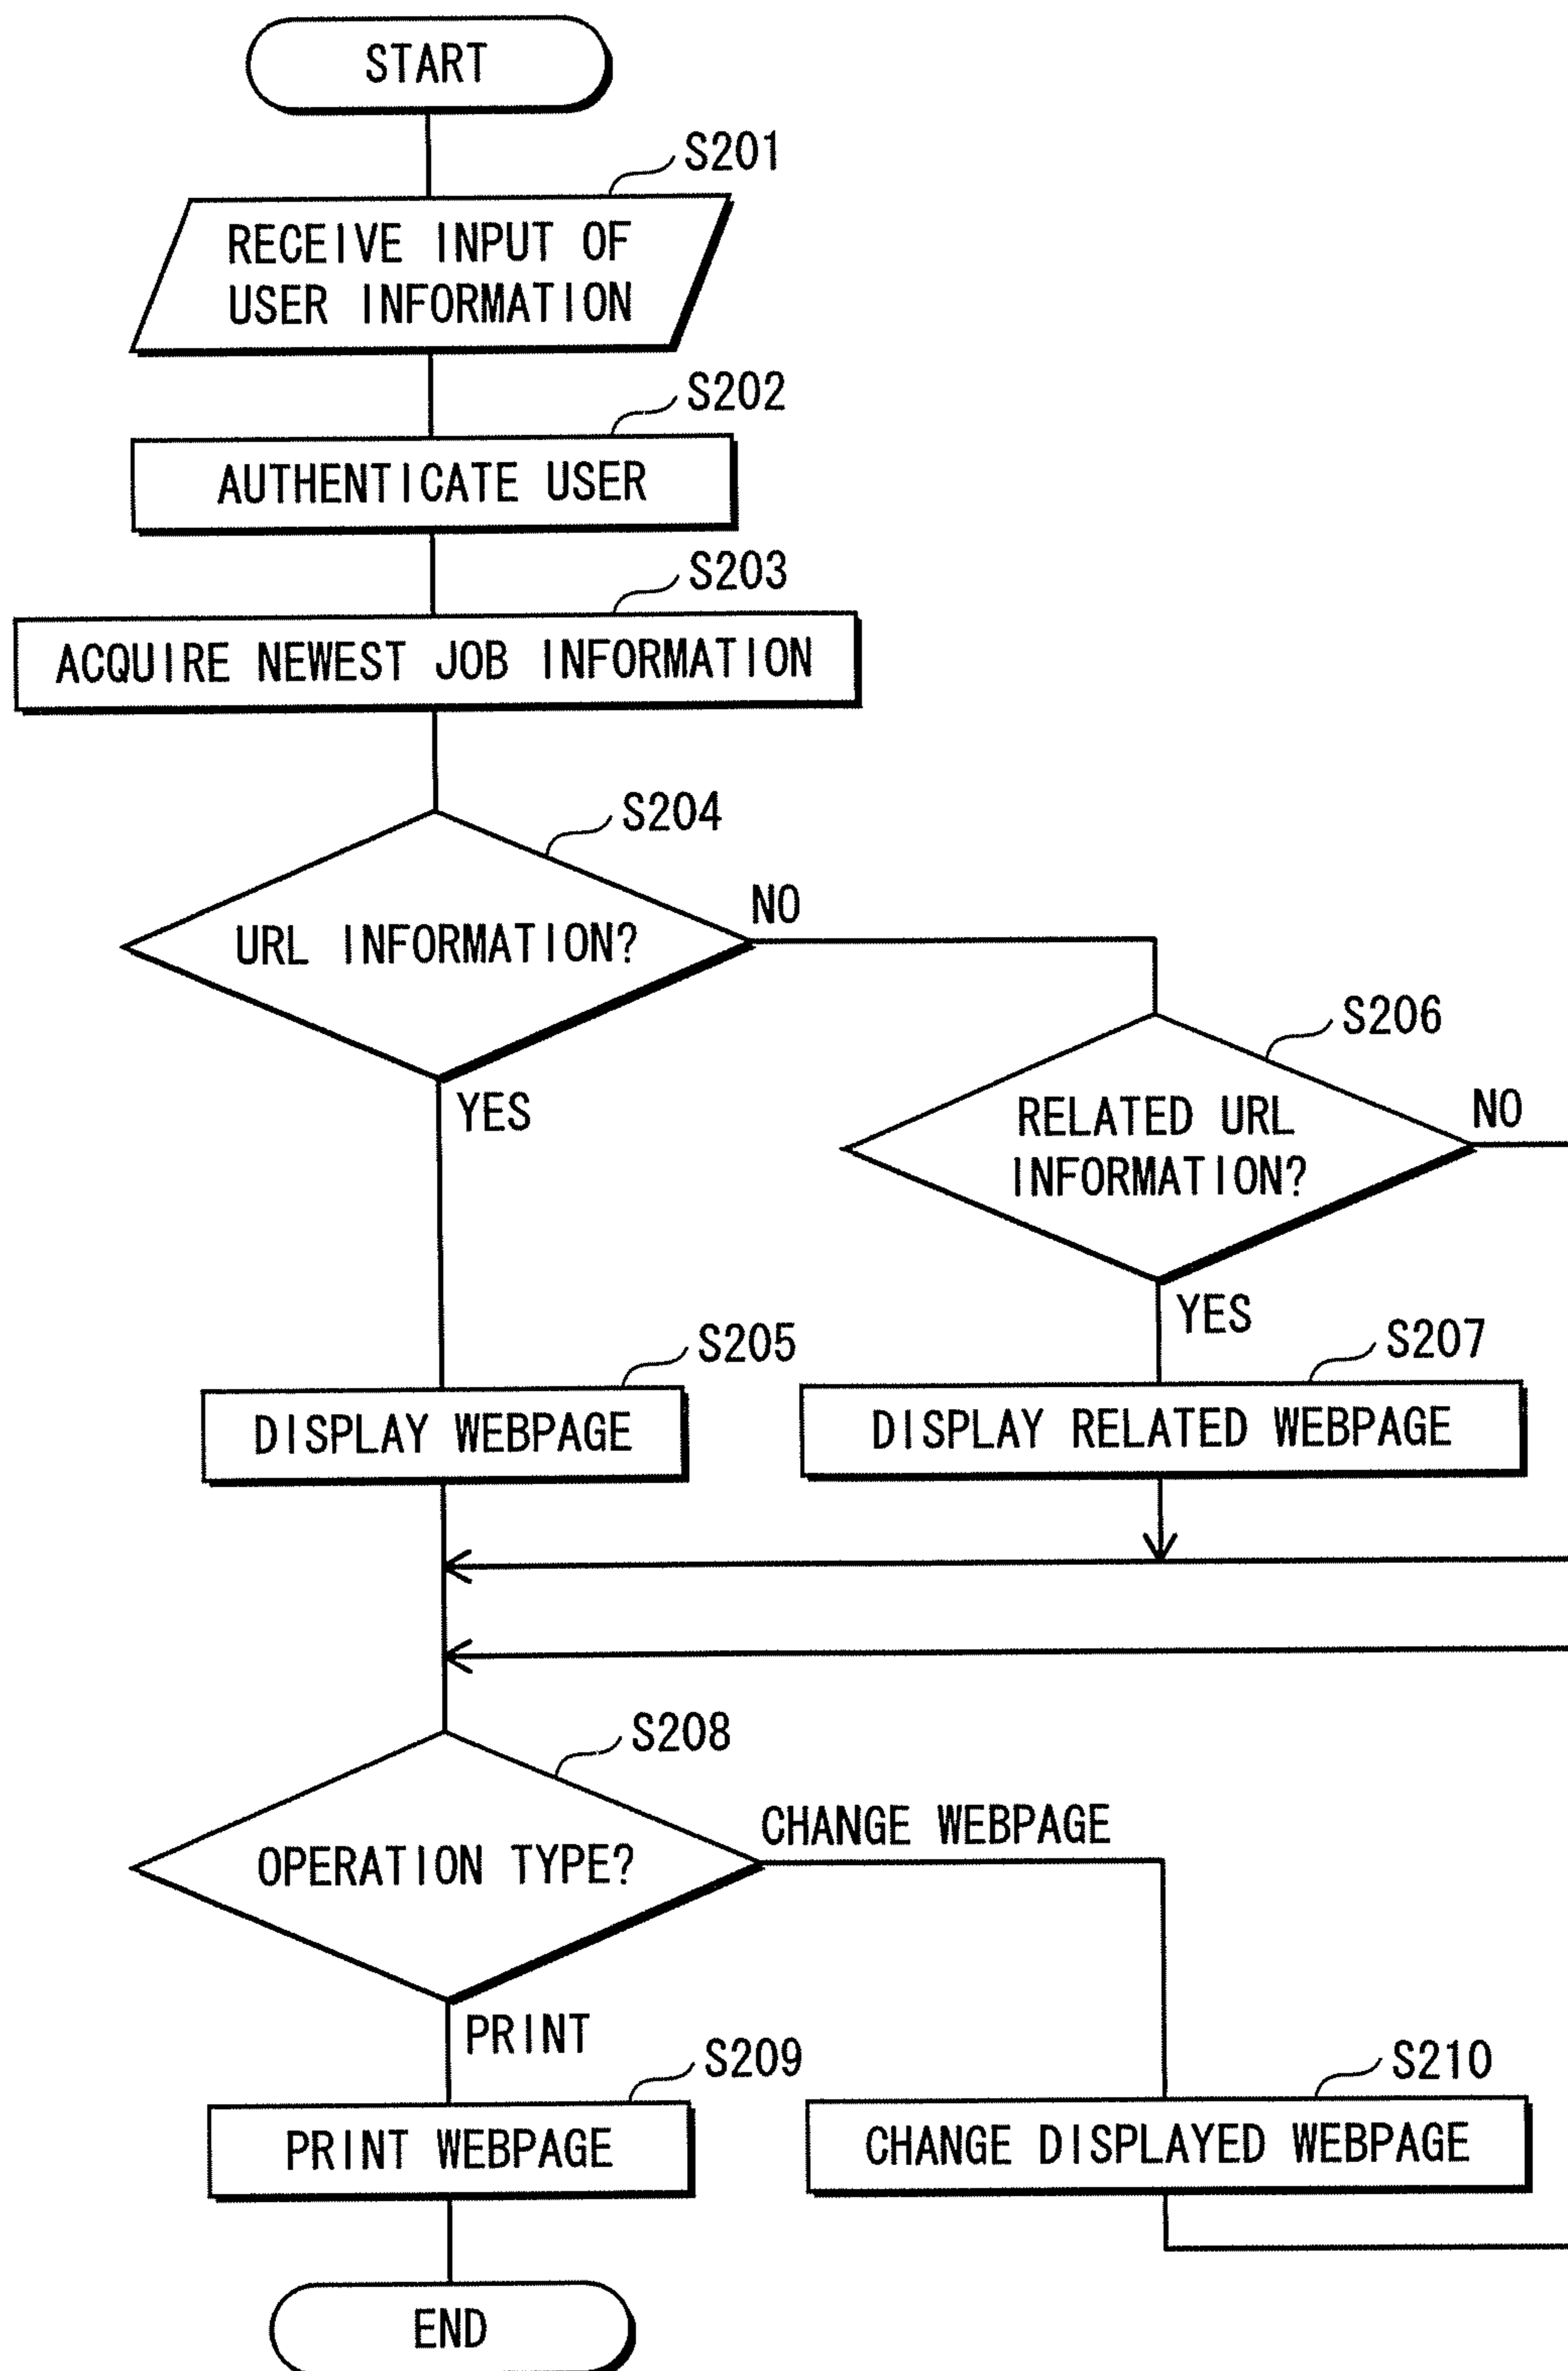 START
S201
RECEIVE INPUT OF
USER INFORMATION
S202
AUTHENTICATE USER
S203
ACQUIRE NEWEST JOB INFORMATION
S204
URL INFORMATION?
NO
YES
S206
RELATED URL
INFORMATION?
NO
YES
S205
DISPLAY WEBPAGE
S207
DISPLAY RELATED WEBPAGE
S208
OPERATION TYPE?
CHANGE WEBPAGE
PRINT
S209
PRINT WEBPAGE
S210
CHANGE DISPLAYED WEBPAGE
END